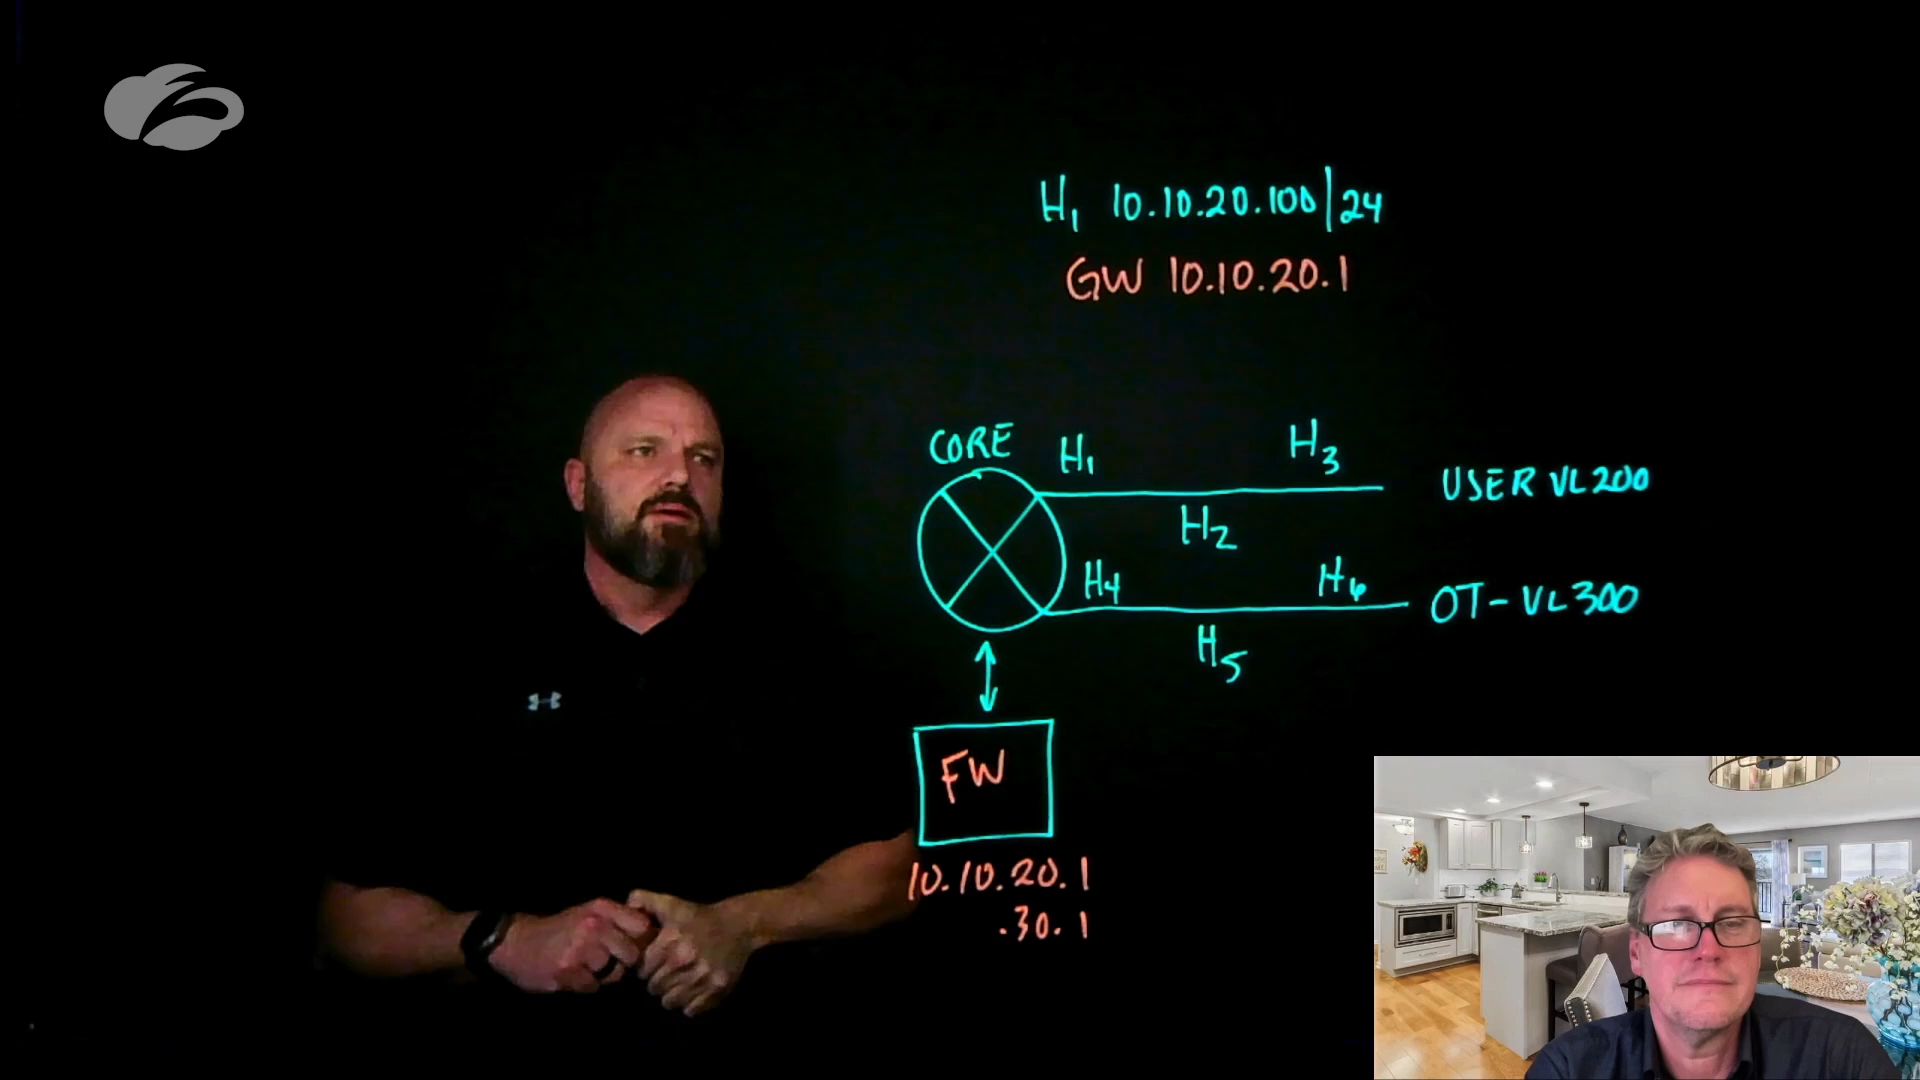 H1 10.10.20.100/24
GW 10.10.20.1
CORE
H1
H3
USER VL200
H2
H4
H6
OT-VL300
H5
FW
10.10.20.1
.30.1